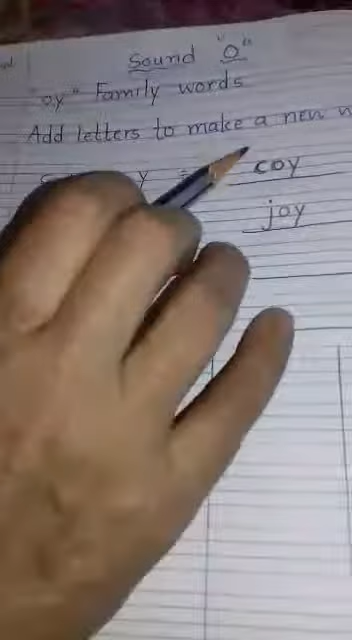 Sound "O"
"oy" Family words
Add letters to make a new
y = coy
joy